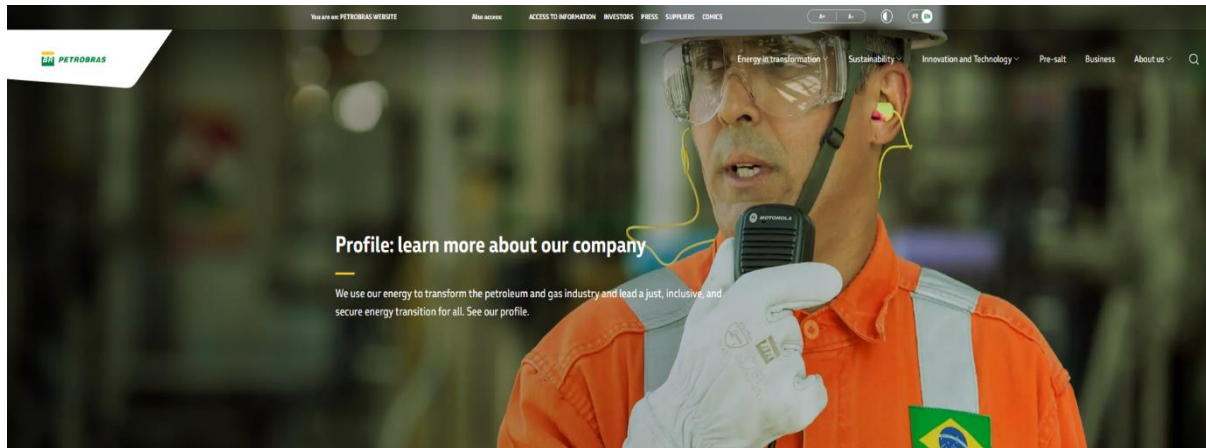 You are on: PETROBRAS WEBSITE
Also access:
ACCESS TO INFORMATION INVESTORS PRESS SUPPLIERS COMICS
A+ A-
PT EN
BR PETROBRAS
Energy in transformation
Sustainability
Innovation and Technology
Pre-salt
Business
About us
MOTOROLA
Profile: learn more about our company
We use our energy to transform the petroleum and gas industry and lead a just, inclusive, and
secure energy transition for all. See our profile.